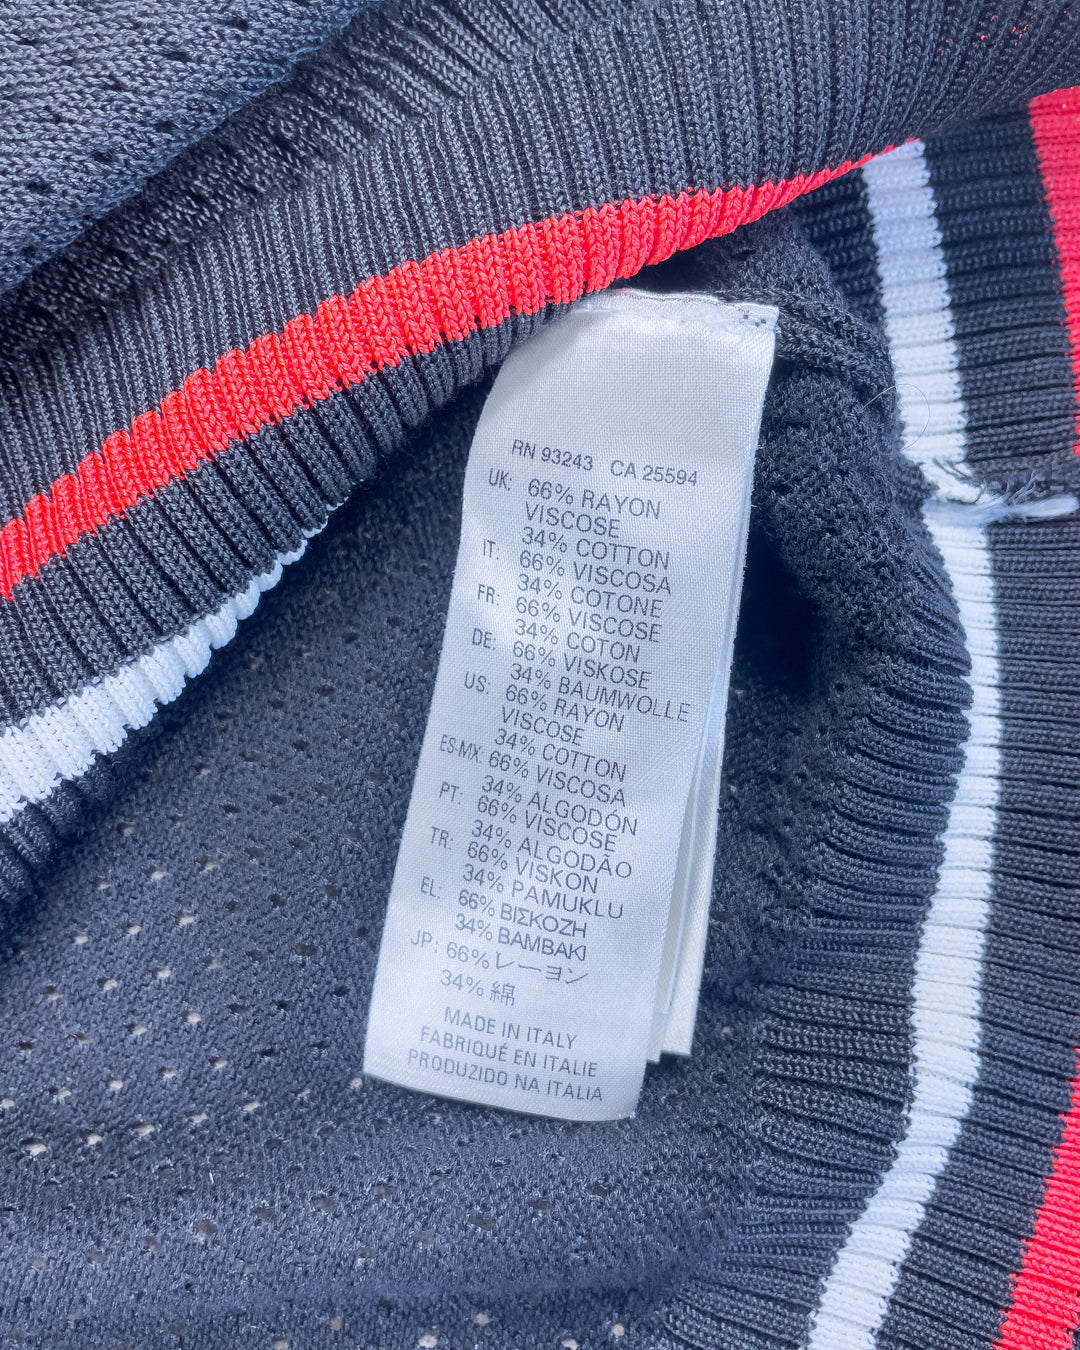 RN 93243 CA 25594
UK: 66% RAYON
VISCOSE
34% COTTON
IT: 66% VISCOSA
34% COTONE
FR: 66% VISCOSE
34% COTON
DE: 66% VISKOSE
34% BAUMWOLLE
US: 66% RAYON
VISCOSE
34% COTTON
ES-MX: 66% VISCOSA
34% ALGODÓN
PT: 66% VISCOSE
34% ALGODÃO
TR: 66% VISKON
34% PAMUKLU
EL: 66% ΒΙΣΚΟΖΗ
34% ΒΑΜΒΑΚΙ
JP: 66% レーヨン
34% 綿
MADE IN ITALY
FABRIQUÉ EN ITALIE
PRODUZIDO NA ITALIA